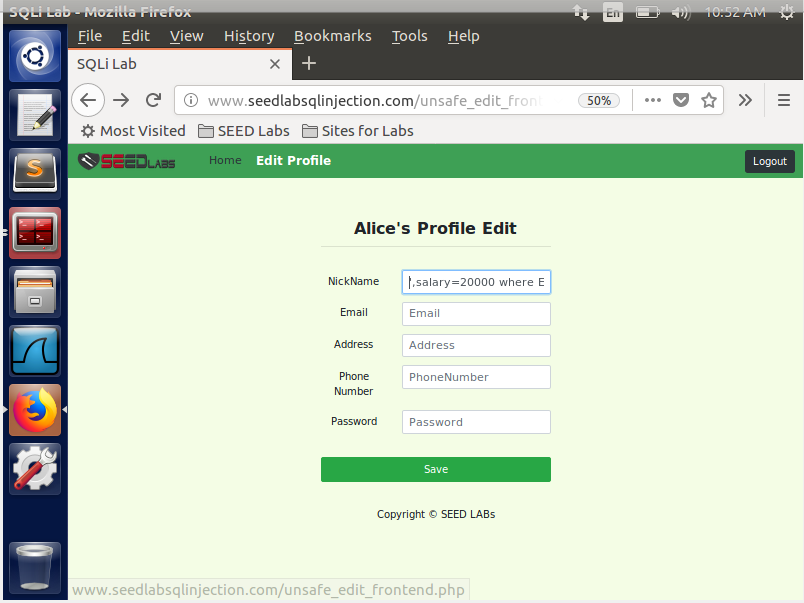 SQLi Lab - Mozilla Firefox En 10:52 AM
File Edit View History Bookmarks Tools Help
SQLi Lab
www.seedlabsqlinjection.com/unsafe_edit_front 50%
Most Visited SEED Labs Sites for Labs
SEEDLABS Home Edit Profile Logout
Alice's Profile Edit
NickName ',salary=20000 where E
Email Email
Address Address
Phone Number PhoneNumber
Password Password
Save
Copyright © SEED LABs
www.seedlabsqlinjection.com/unsafe_edit_frontend.php